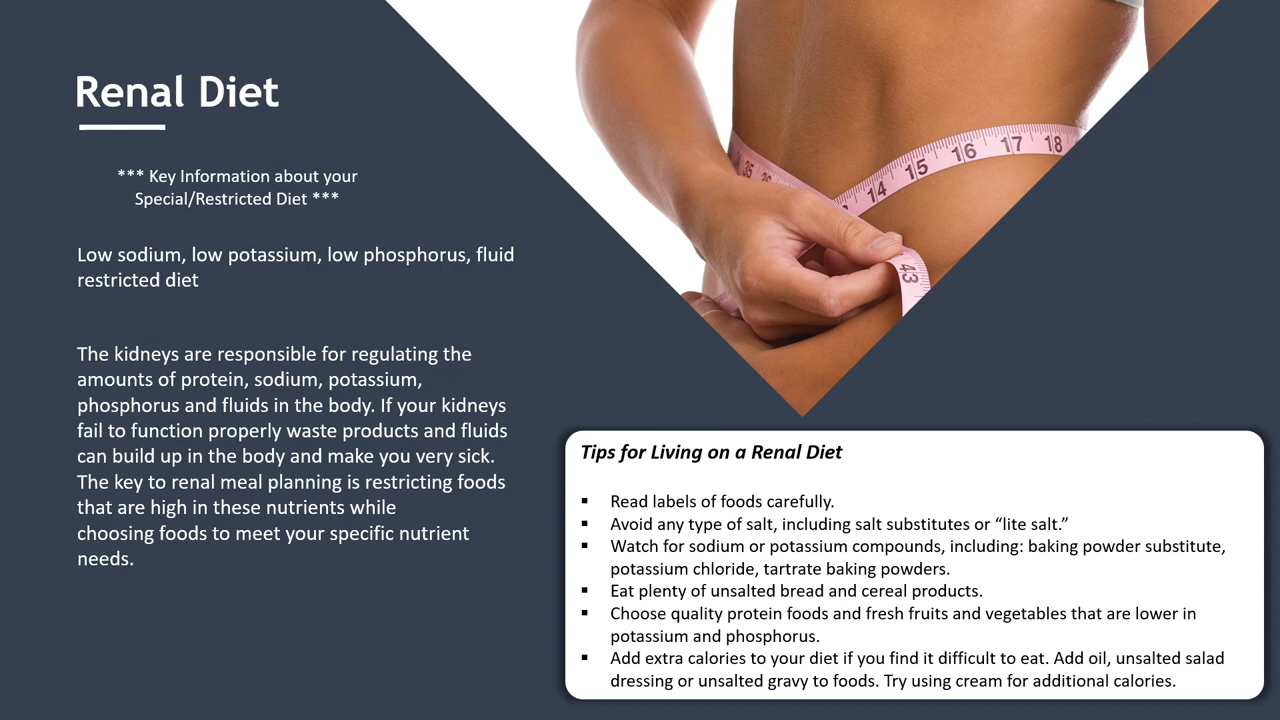 Renal Diet
*** Key Information about your
Special/Restricted Diet ***
Low sodium, low potassium, low phosphorus, fluid
restricted diet
The kidneys are responsible for regulating the
amounts of protein, sodium, potassium,
phosphorus and fluids in the body. If your kidneys
fail to function properly waste products and fluids
can build up in the body and make you very sick.
The key to renal meal planning is restricting foods
that are high in these nutrients while
choosing foods to meet your specific nutrient
needs.
35
14 15 16 17 18
43
Tips for Living on a Renal Diet
▪ Read labels of foods carefully.
▪ Avoid any type of salt, including salt substitutes or “lite salt.”
▪ Watch for sodium or potassium compounds, including: baking powder substitute,
potassium chloride, tartrate baking powders.
▪ Eat plenty of unsalted bread and cereal products.
▪ Choose quality protein foods and fresh fruits and vegetables that are lower in
potassium and phosphorus.
▪ Add extra calories to your diet if you find it difficult to eat. Add oil, unsalted salad
dressing or unsalted gravy to foods. Try using cream for additional calories.